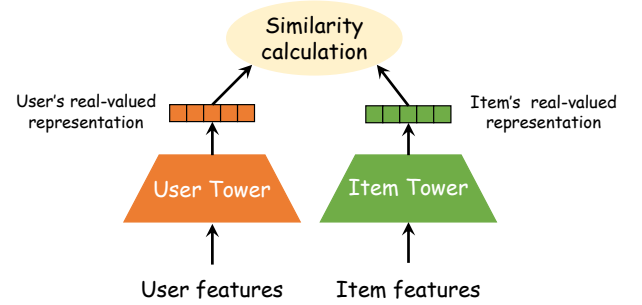 Similarity
calculation
User's real-valued
representation
Item's real-valued
representation
User Tower
Item Tower
User features
Item features